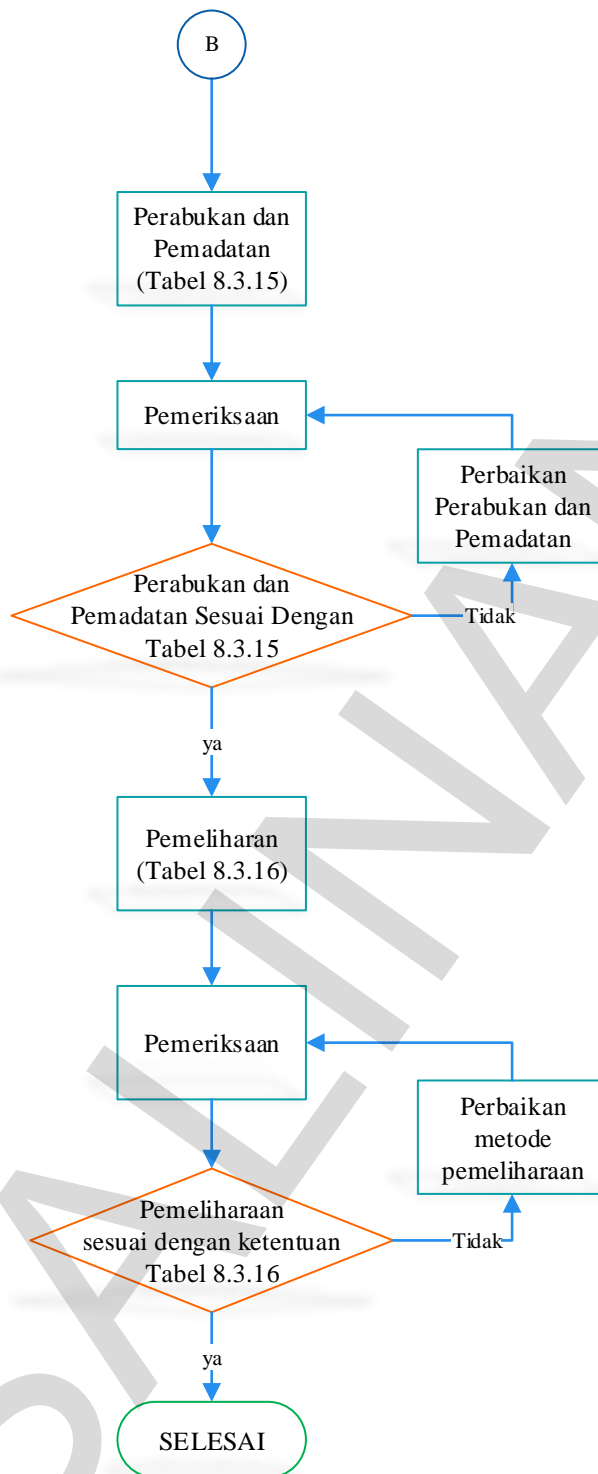 B
Perabukan dan
Pemadatan
(Tabel 8.3.15)
Pemeriksaan
Perbaikan
Perabukan dan
Pemadatan
Perabukan dan
Pemadatan Sesuai Dengan
Tabel 8.3.15
Tidak
ya
Pemeliharan
(Tabel 8.3.16)
Pemeriksaan
Perbaikan
metode
pemeliharaan
Pemeliharaan
sesuai dengan ketentuan
Tabel 8.3.16
Tidak
ya
SELESAI
SALINAN